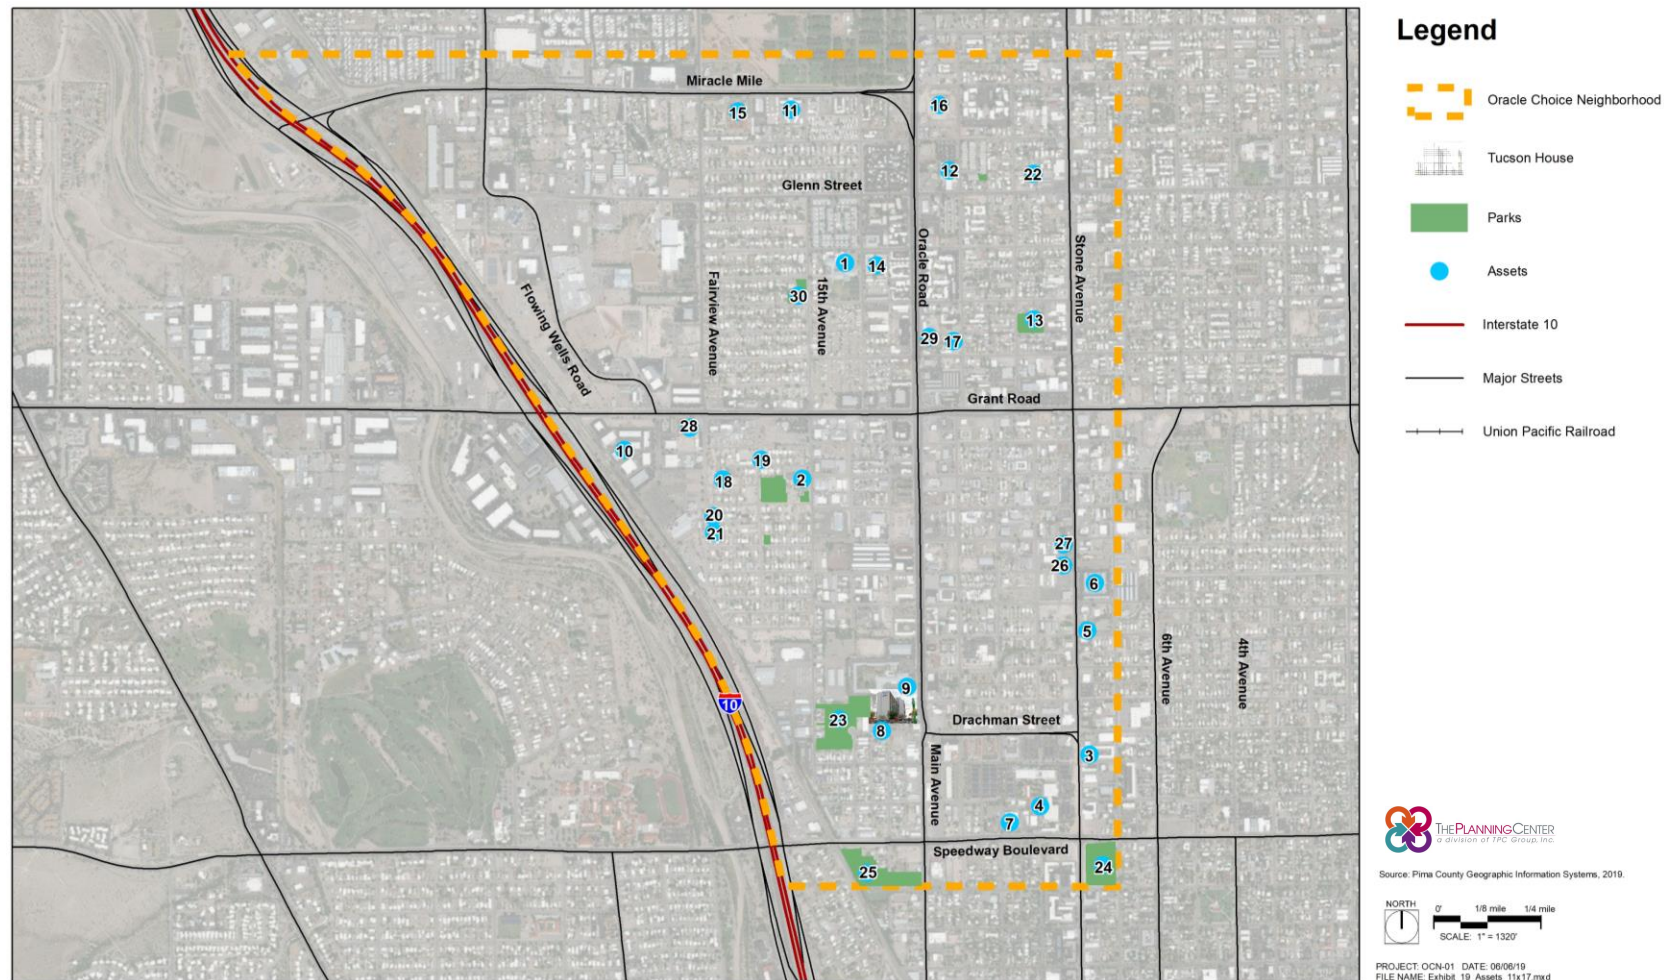 Miracle Mile
15
11
16
12
22
Glenn Street
Oracle Road
Stone Avenue
1
14
30
Fairview Avenue
15th Avenue
Flowing Wells Road
13
29
17
Grant Road
28
10
19
18
2
20
21
27
26
6
5
6th Avenue
4th Avenue
10
9
23
8
Drachman Street
3
Main Avenue
4
7
Speedway Boulevard
25
24
Legend
Oracle Choice Neighborhood
Tucson House
Parks
Assets
Interstate 10
Major Streets
Union Pacific Railroad
THE PLANNING CENTER
a division of TPC Group, Inc.
Source: Pima County Geographic Information Systems, 2019.
NORTH
0' 1/8 mile 1/4 mile
SCALE: 1" = 1320'
PROJECT: OCN-01 DATE: 06/06/19
FILE NAME: Exhibit_19_Assets_11x17.mxd